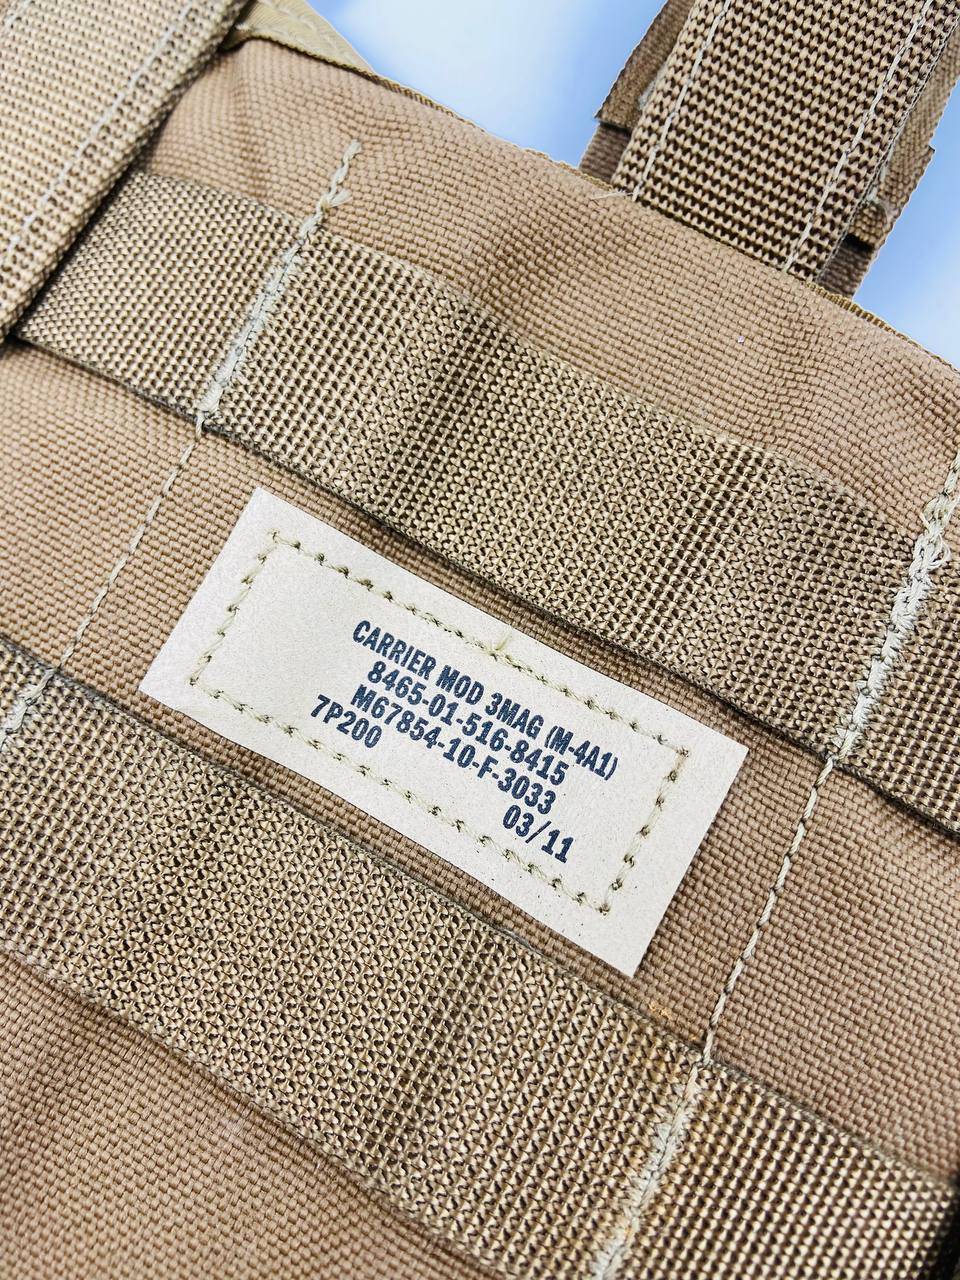 CARRIER MOD 3MAG (M-4A1)
8465-01-516-8415
M67854-10-F-3033
7P200
03/11